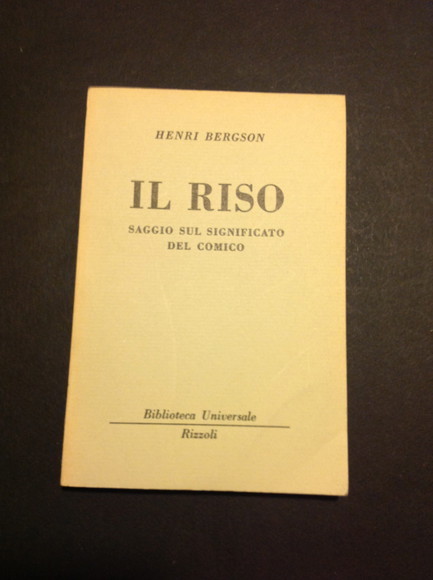 HENRI BERGSON
IL RISO
SAGGIO SUL SIGNIFICATO
DEL COMICO
Biblioteca Universale
Rizzoli